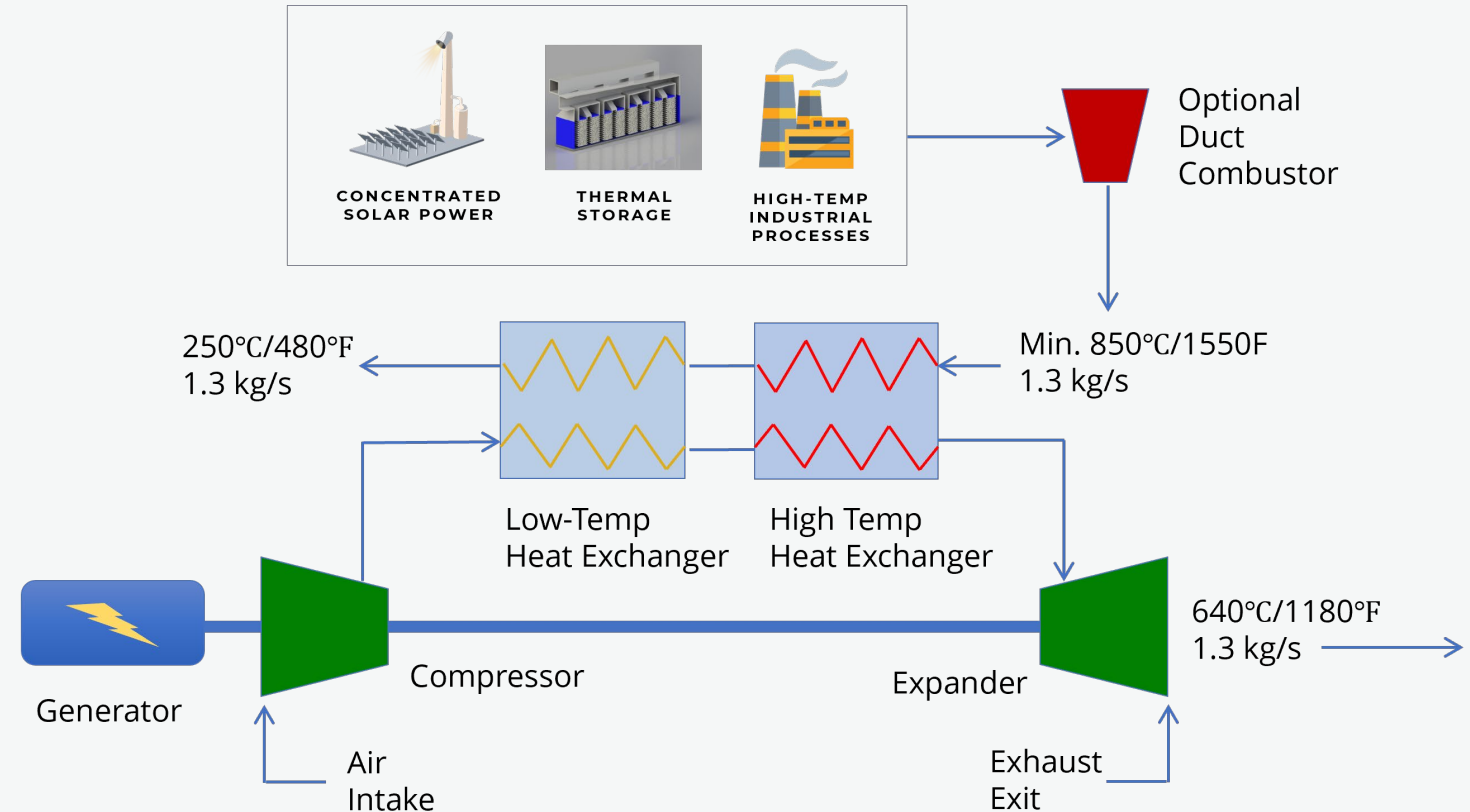 CONCENTRATED
SOLAR POWER
THERMAL
STORAGE
HIGH-TEMP
INDUSTRIAL
PROCESSES
Optional
Duct
Combustor
250℃/480℉
1.3 kg/s
Min. 850℃/1550F
1.3 kg/s
Low-Temp
Heat Exchanger
High Temp
Heat Exchanger
640℃/1180℉
1.3 kg/s
Compressor
Expander
Generator
Air
Intake
Exhaust
Exit